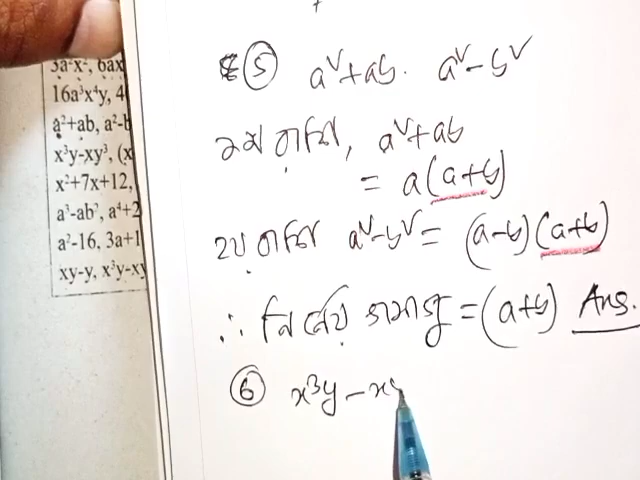 3a²x², 6ax
16a³x⁴y, 4
a²+ab, a²-b
x³y-xy³, (x
x²+7x+12,
a³-ab², a⁴+2
a²-16, 3a+1
xy-y, x³y-xy
⑤ a²+ab. a²-b²
১ম রাশি, a²+ab
= a(a+b)
২য় রাশি a²-b² = (a-b)(a+b)
∴ নির্ণেয় গসাগু = (a+b) Ans.
⑥ x³y - x